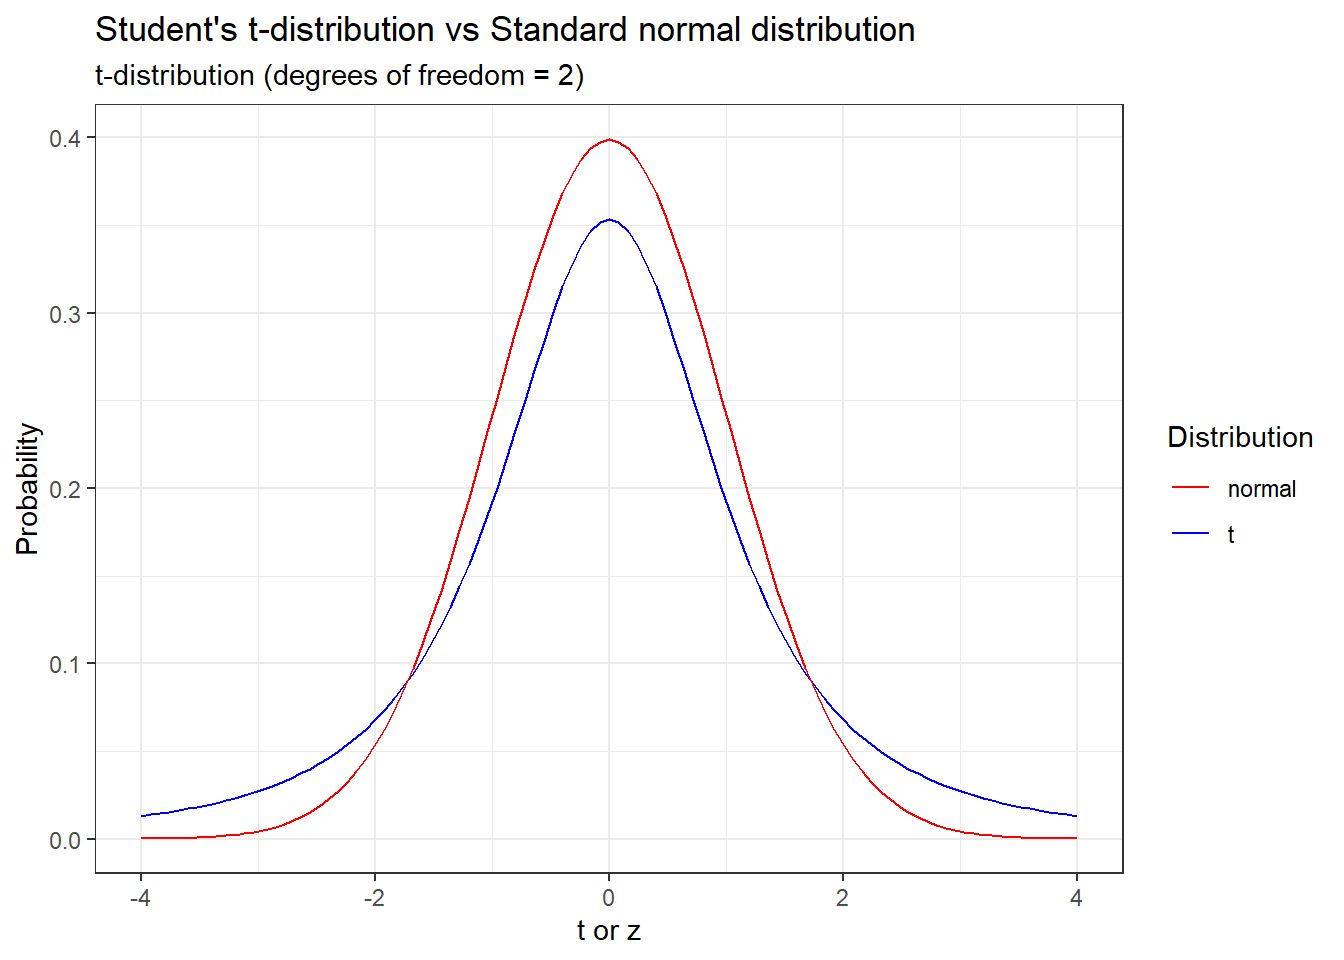 Student's t-distribution vs Standard normal distribution
t-distribution (degrees of freedom = 2)
Probability
0.4
0.3
0.2
0.1
0.0
-4 -2 0 2 4
t or z
Distribution
normal
t